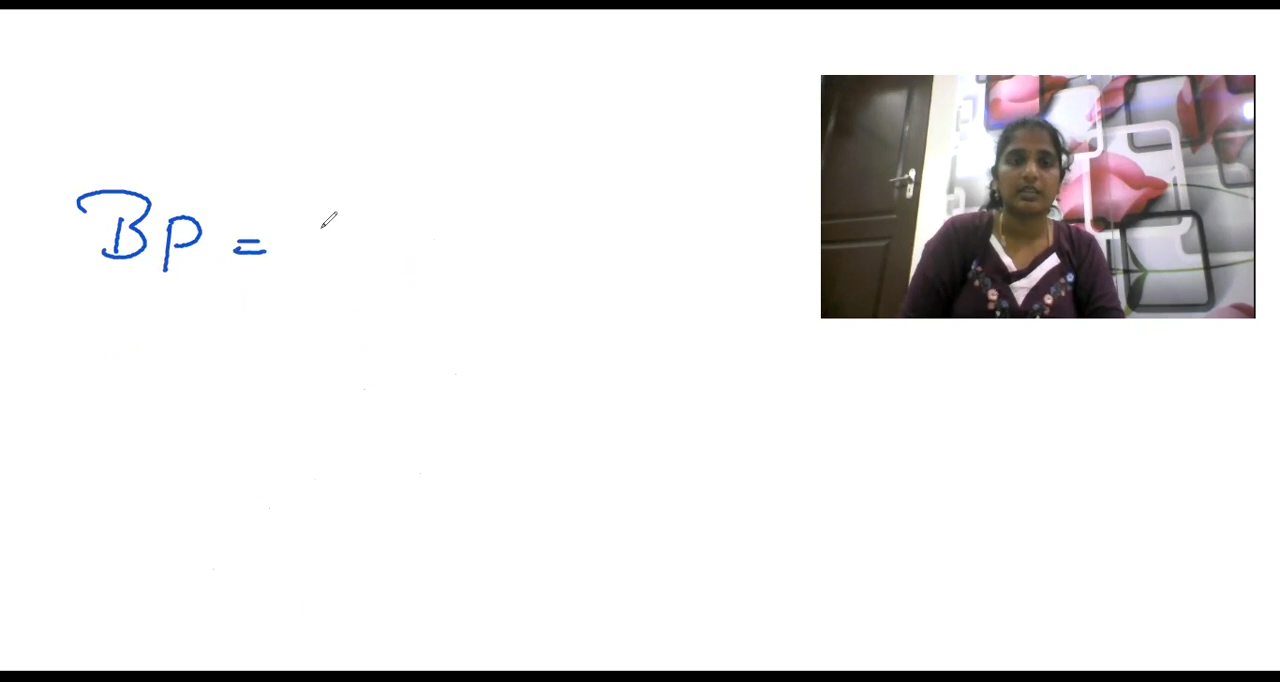 BP =